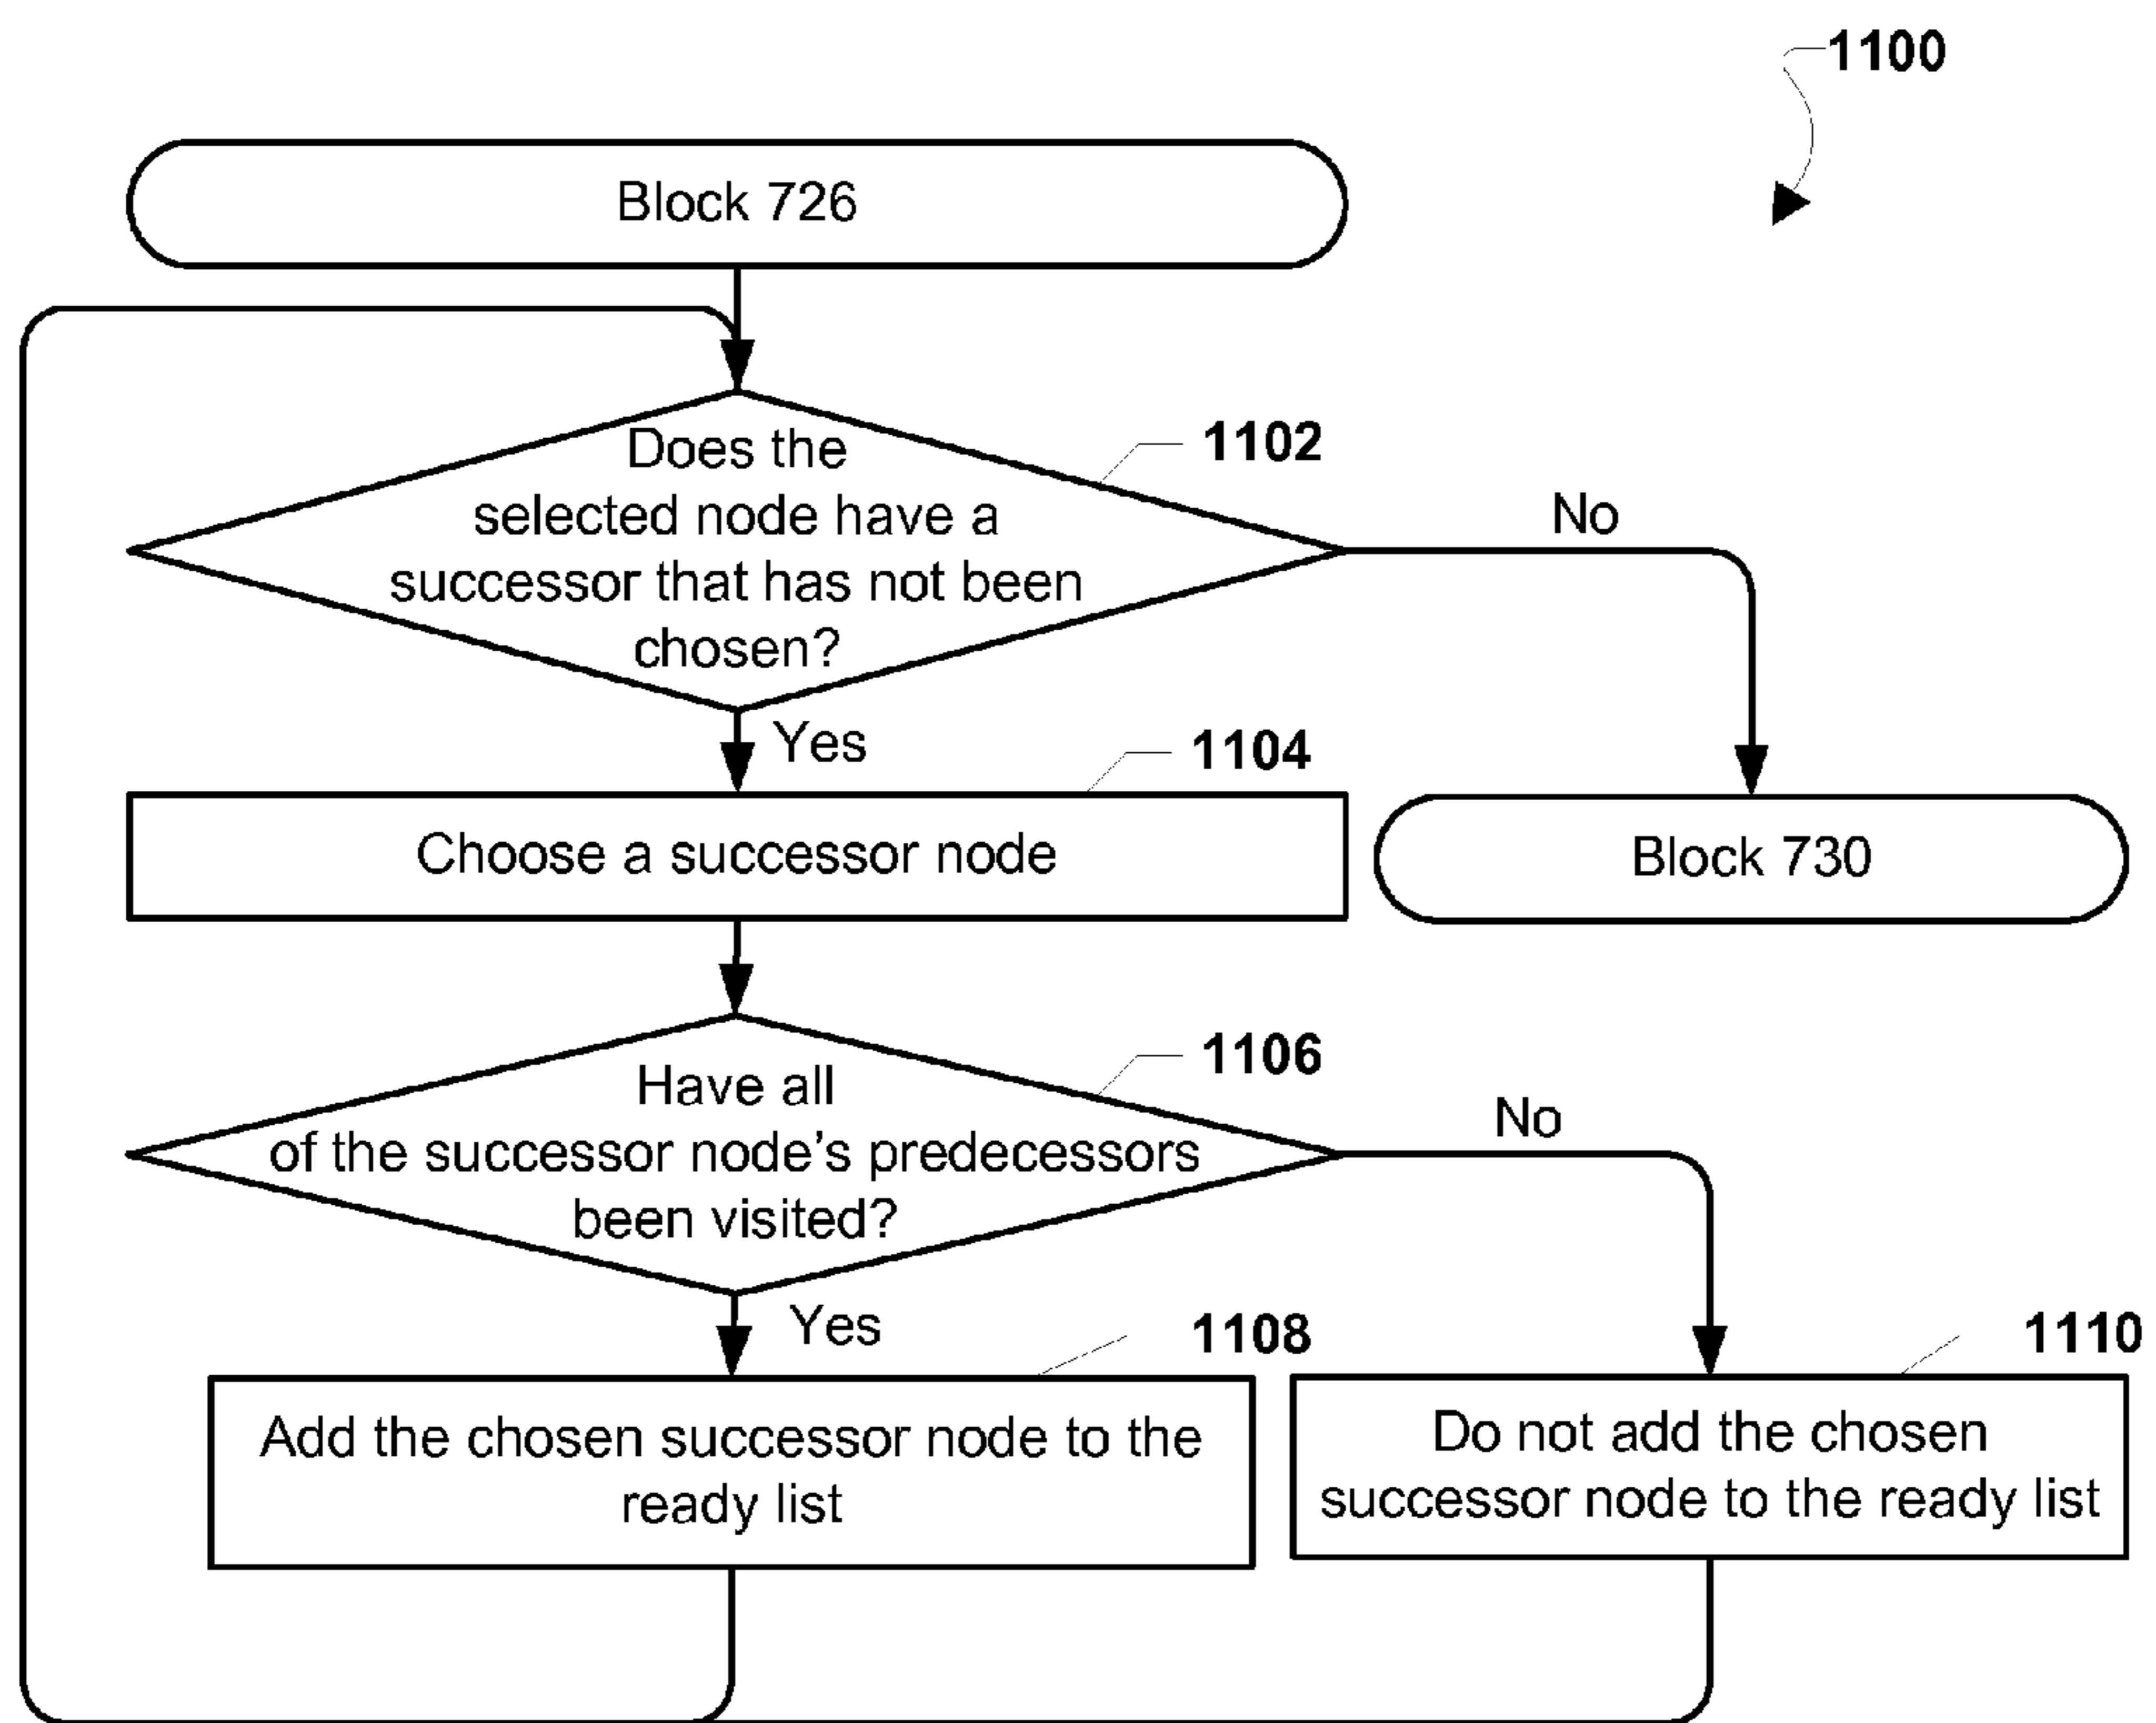 1100
Block 726
Does the
selected node have a
successor that has not been
chosen?
1102
No
Yes
1104
Choose a successor node
Block 730
Have all
of the successor node's predecessors
been visited?
1106
No
Yes
1108
Add the chosen successor node to the
ready list
1110
Do not add the chosen
successor node to the ready list